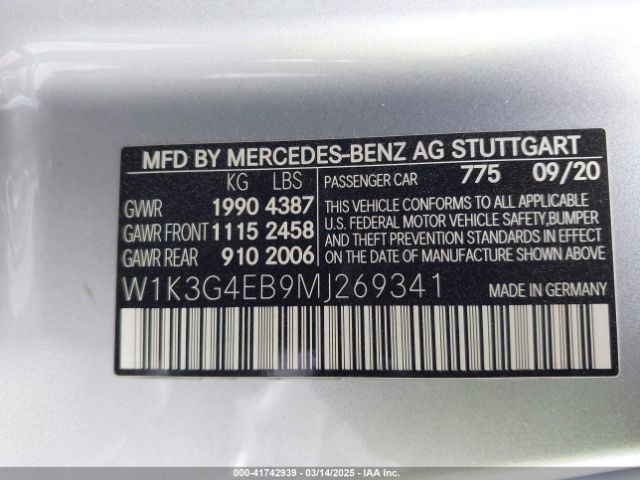 MFD BY MERCEDES-BENZ AG STUTTGART
KG LBS
GVWR 1990 4387
GAWR FRONT 1115 2458
GAWR REAR 910 2006
PASSENGER CAR 775 09/20
THIS VEHICLE CONFORMS TO ALL APPLICABLE
U.S. FEDERAL MOTOR VEHICLE SAFETY,BUMPER
AND THEFT PREVENTION STANDARDS IN EFFECT
ON THE DATE OF MANUFACTURE SHOWN ABOVE
W1K3G4EB9MJ269341
MADE IN GERMANY
000-41742939 - 03/14/2025 - IAA Inc.